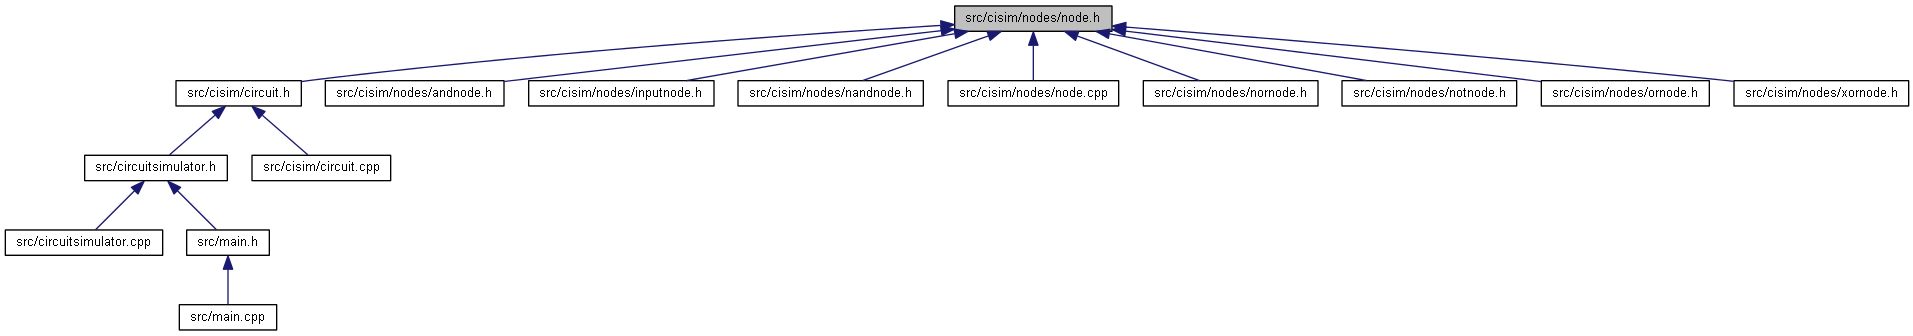 src/cisim/nodes/node.h
src/cisim/circuit.h
src/cisim/nodes/andnode.h
src/cisim/nodes/inputnode.h
src/cisim/nodes/nandnode.h
src/cisim/nodes/node.cpp
src/cisim/nodes/nornode.h
src/cisim/nodes/notnode.h
src/cisim/nodes/ornode.h
src/cisim/nodes/xornode.h
src/circuitsimulator.h
src/cisim/circuit.cpp
src/circuitsimulator.cpp
src/main.h
src/main.cpp